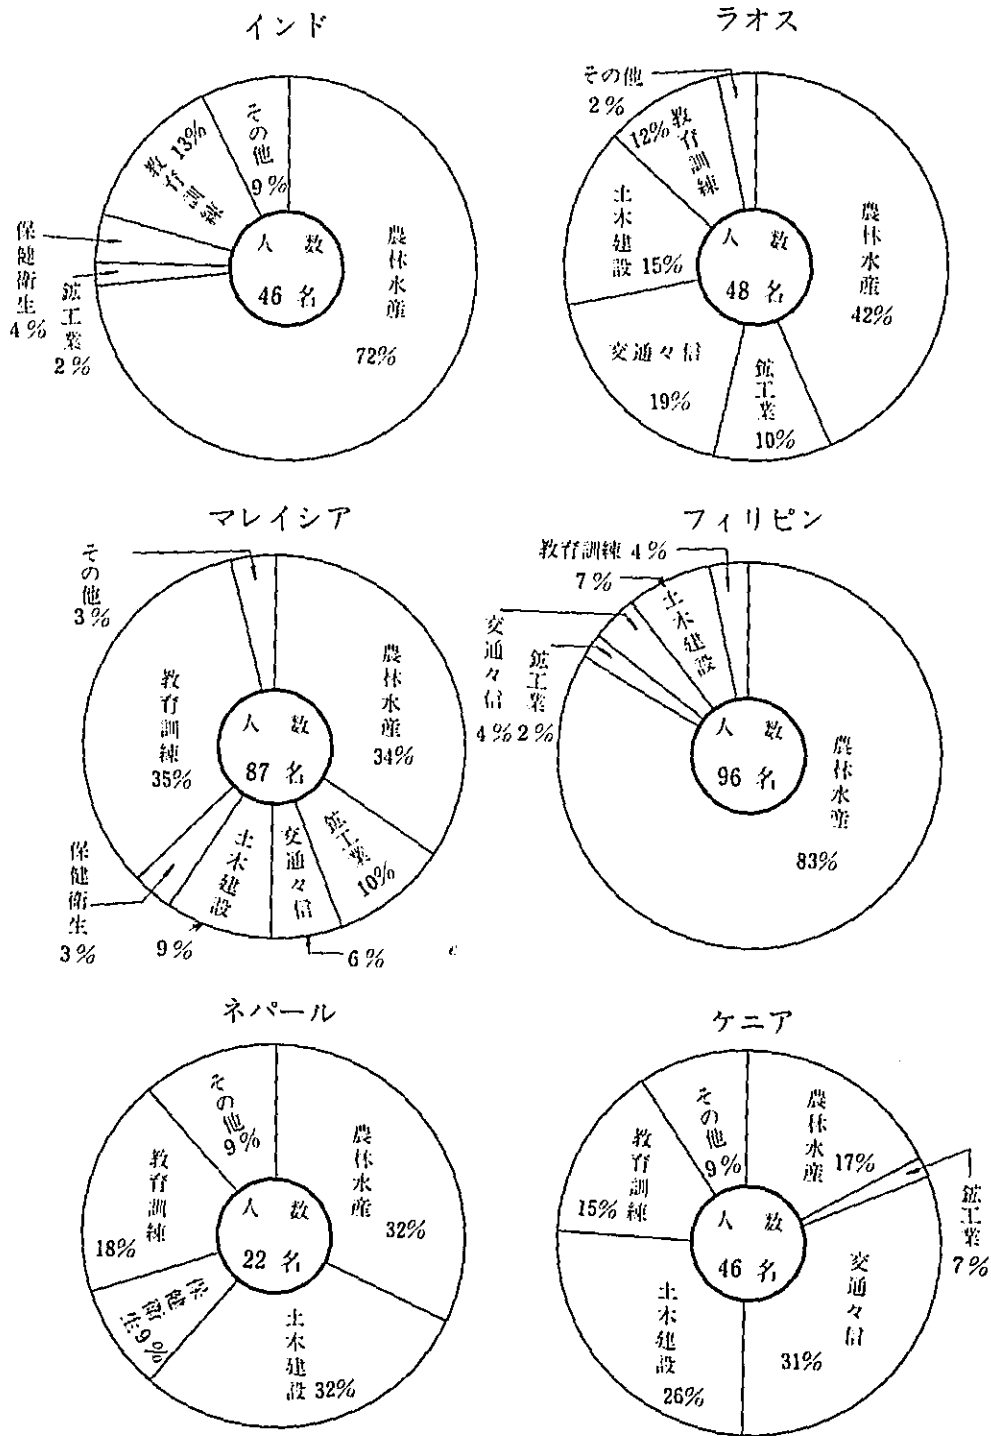 インド
その他
9%
教育訓練 13%
保健衛生
4%
鉱工業
2%
人数
46名
農林水産
72%
ラオス
その他
2%
教育訓練
12%
土木建設 15%
交通々信
19%
鉱工業
10%
人数
48名
農林水産
42%
マレイシア
その他
3%
教育訓練
35%
保健衛生
3%
土木建設
9%
交通々信
6%
鉱工業
10%
人数
87名
農林水産
34%
フィリピン
教育訓練 4%
7%
土木建設
交通々信
4%
鉱工業
2%
人数
96名
農林水産
83%
ネパール
その他
9%
教育訓練
18%
保健衛生 9%
人数
22名
農林水産
32%
土木建設 32%
ケニア
その他
9%
教育訓練
15%
人数
46名
農林水産
17%
鉱工業
7%
交通々信
31%
土木建設
26%